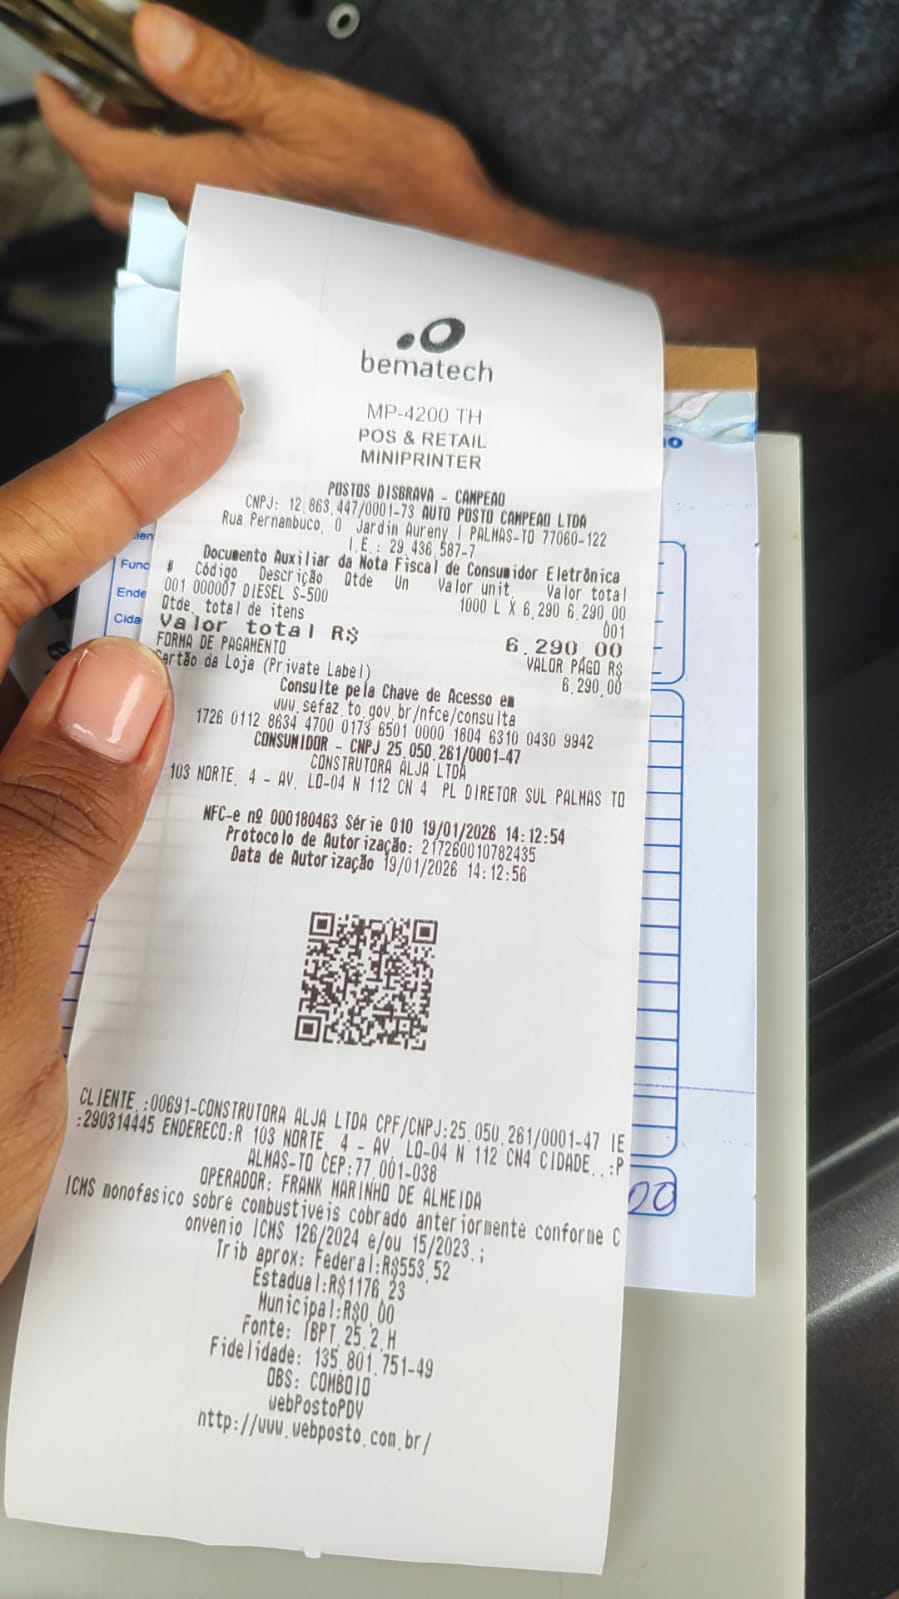 bematech
MP-4200 TH
POS & RETAIL
MINIPRINTER
POSTOS DISBRAVA - CAMPEAO
CNPJ: 12.863.447/0001-73 AUTO POSTO CAMPEAO LTDA
Rua Pernambuco, 0 Jardin Aureny I PALMAS-TO 77060-122
I.E.: 29.436.587-7
Documento Auxiliar da Nota Fiscal de Consumidor Eletrônica
# Código Descrição Qtde Un Valor unit. Valor total
001 000007 DIESEL S-500 1000 L X 6,290 6.290,00
Qtde. total de itens 001
Valor total R$ 6.290,00
FORMA DE PAGAMENTO VALOR PAGO R$
Cartão da Loja (Private Label) 6.290,00
Consulte pela Chave de Acesso em
www.sefaz.to.gov.br/nfce/consulta
1726 0112 8634 4700 0173 6501 0000 1804 6310 0430 9942
CONSUMIDOR - CNPJ 25.050.261/0001-47
CONSTRUTORA ALJA LTDA
103 NORTE, 4 - AV. LO-04 N 112 CN 4 PL DIRETOR SUL PALMAS TO
NFC-e nº 000180463 Série 010 19/01/2026 14:12:54
Protocolo de Autorização: 217260010782435
Data de Autorização 19/01/2026 14:12:56
CLIENTE.:00691-CONSTRUTORA ALJA LTDA CPF/CNPJ:25.050.261/0001-47 IE
:290314445 ENDERECO:R 103 NORTE, 4 - AV. LO-04 N 112 CN4 CIDADE..:P
ALMAS-TO CEP:77.001-038
OPERADOR: FRANK MARINHO DE ALMEIDA
ICMS monofasico sobre combustiveis cobrado anteriormente conforme C
onvenio ICMS 126/2024 e/ou 15/2023.;
Trib aprox: Federal:R$553,52
Estadual:R$1176,23
Municipal:R$0,00
Fonte: IBPT.25.2.H
Fidelidade: 135.801.751-49
OBS: COMBOIO
webPostoPDV
http://www.webposto.com.br/
Func
Ende
Cida
00